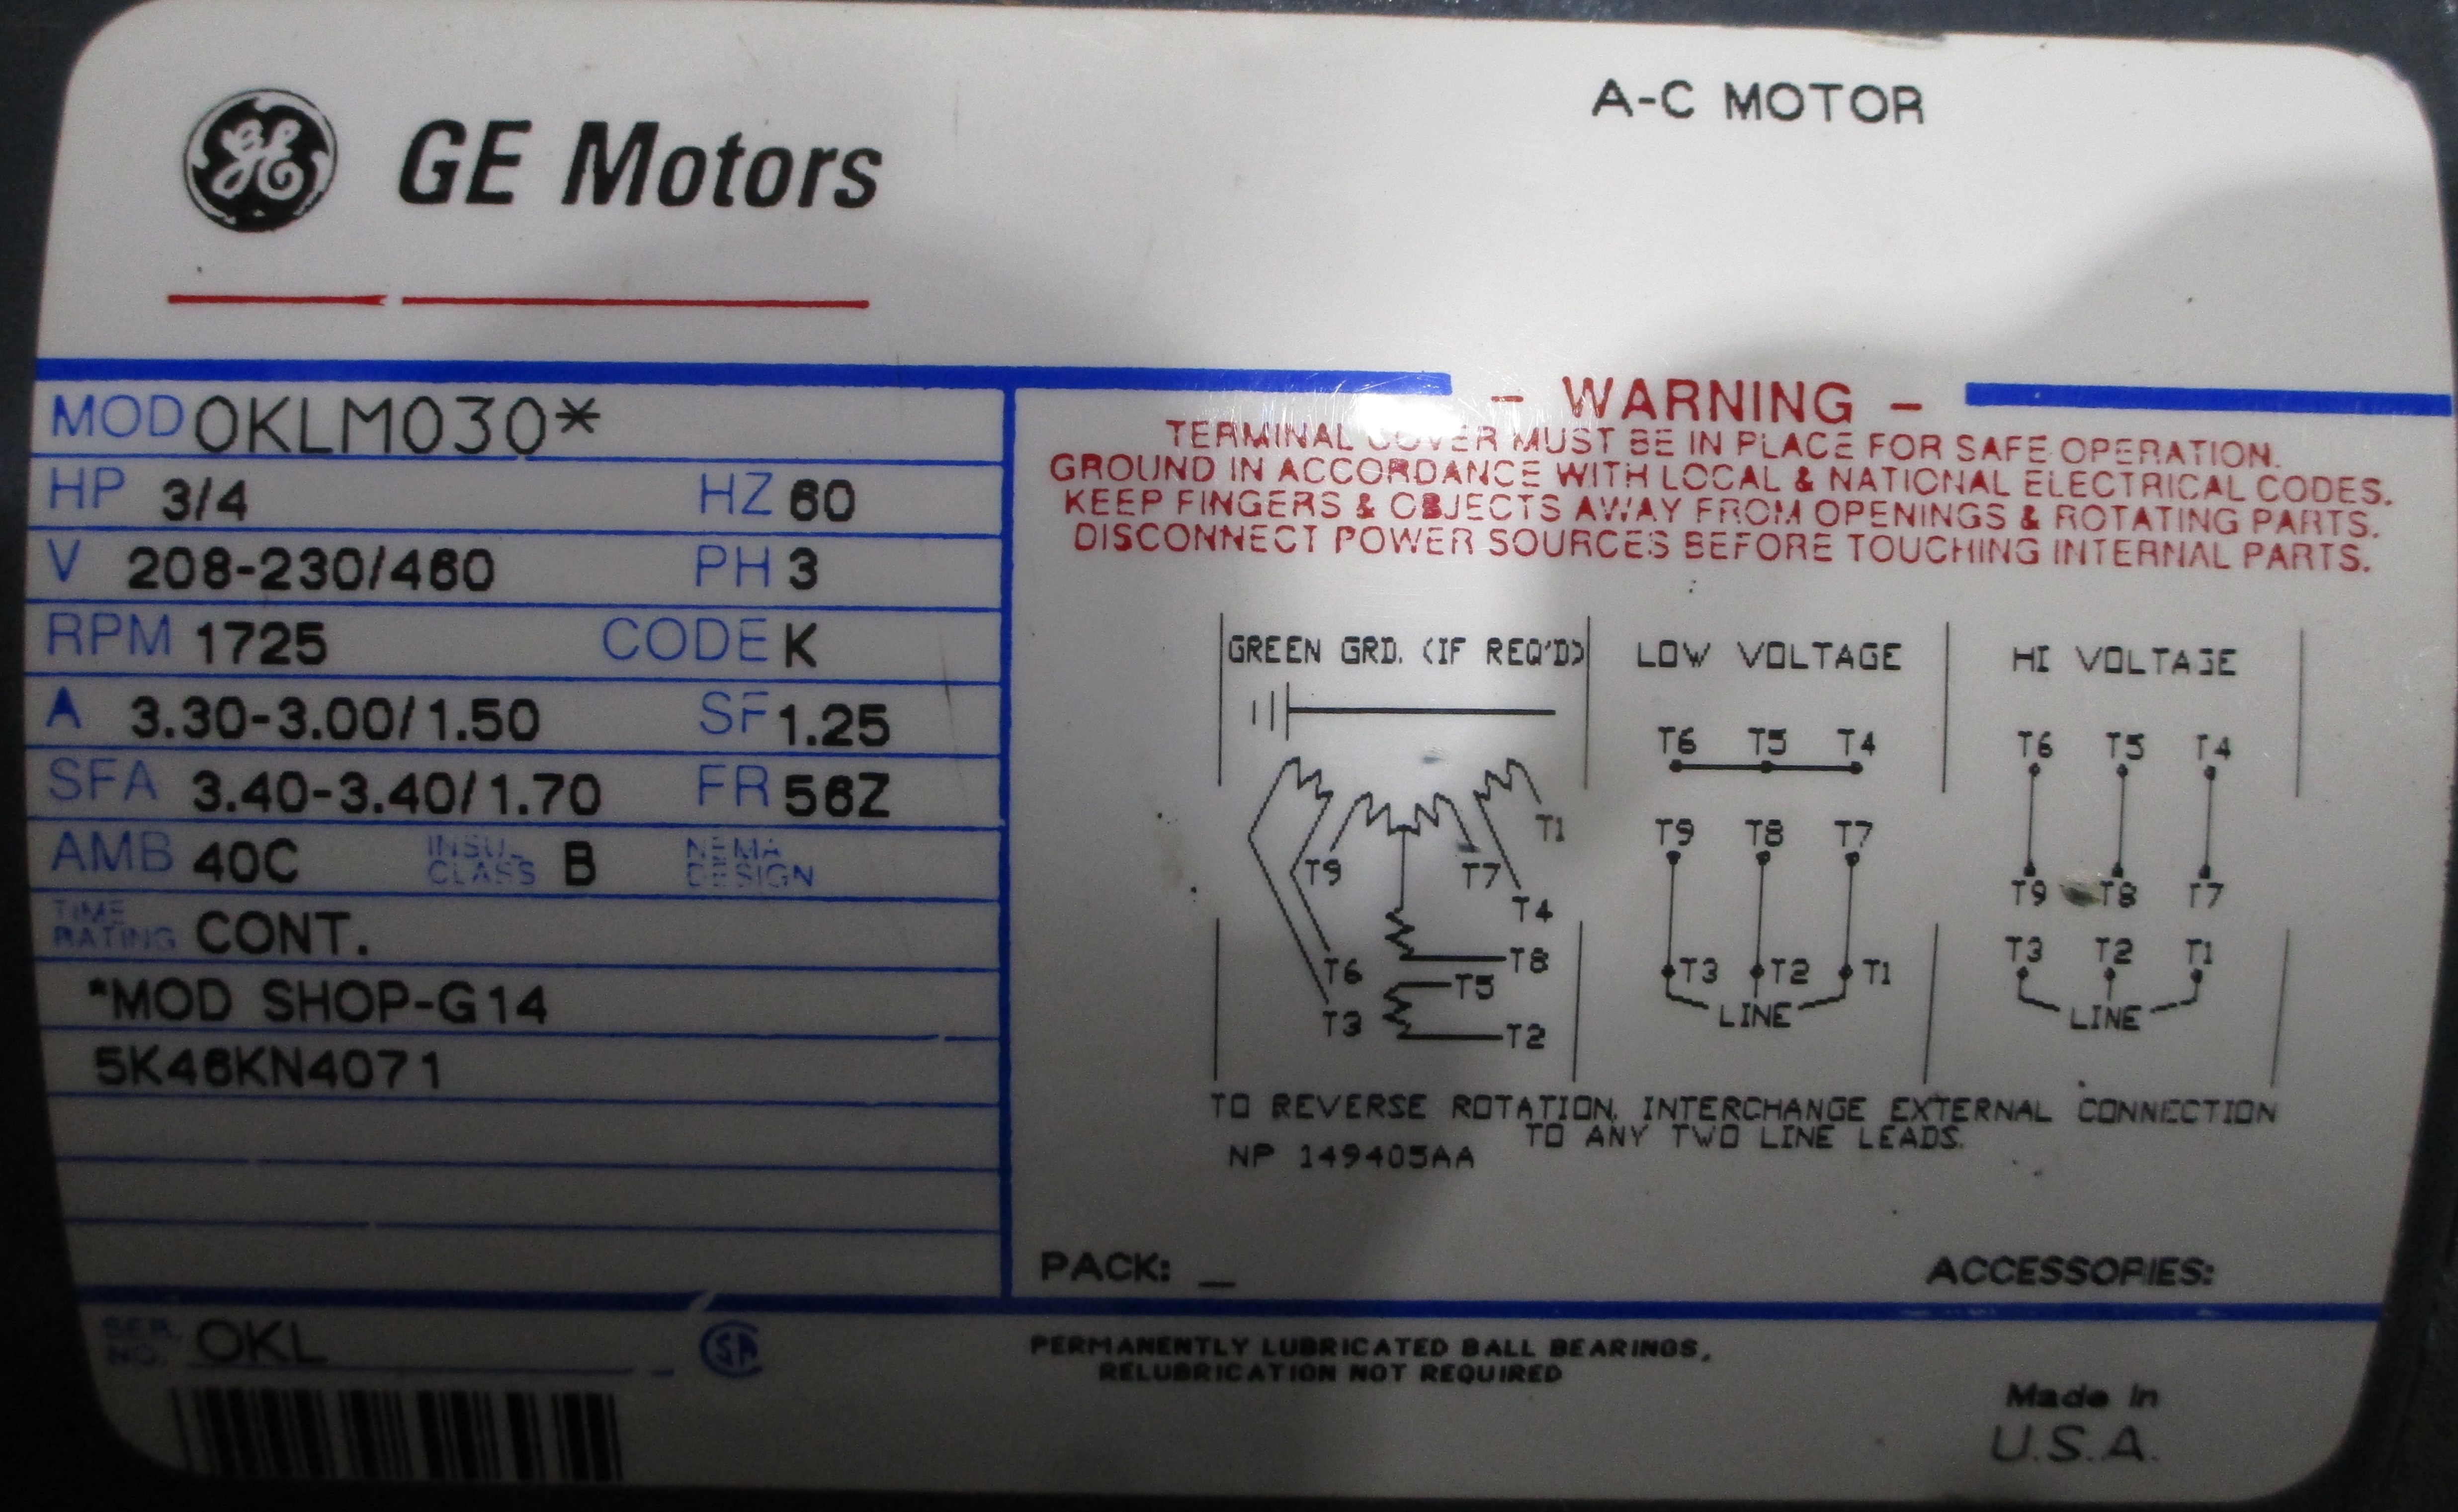 GE GE Motors
A-C MOTOR
MOD OKLM030*
HP 3/4 HZ 60
V 208-230/460 PH 3
RPM 1725 CODE K
A 3.30-3.00/1.50 SF 1.25
SFA 3.40-3.40/1.70 FR 56Z
AMB 40C INSUL CLASS B NEMA DESIGN
TIME RATING CONT.
*MOD SHOP-G14
5K46KN4071
SER. NO. OKL
- WARNING -
TERMINAL COVER MUST BE IN PLACE FOR SAFE OPERATION.
GROUND IN ACCORDANCE WITH LOCAL & NATIONAL ELECTRICAL CODES.
KEEP FINGERS & OBJECTS AWAY FROM OPENINGS & ROTATING PARTS.
DISCONNECT POWER SOURCES BEFORE TOUCHING INTERNAL PARTS.
GREEN GRD. (IF REQ'D)
T1
T9 T7
T4
T8
T6 T5
T3 T2
LOW VOLTAGE
T6 T5 T4
T9 T8 T7
T3 T2 T1
LINE
HI VOLTAGE
T6 T5 T4
T9 T8 T7
T3 T2 T1
LINE
TO REVERSE ROTATION, INTERCHANGE EXTERNAL CONNECTION
TO ANY TWO LINE LEADS.
NP 149405AA
PACK: _
ACCESSORIES:
PERMANENTLY LUBRICATED BALL BEARINGS,
RELUBRICATION NOT REQUIRED
Made in
U.S.A.